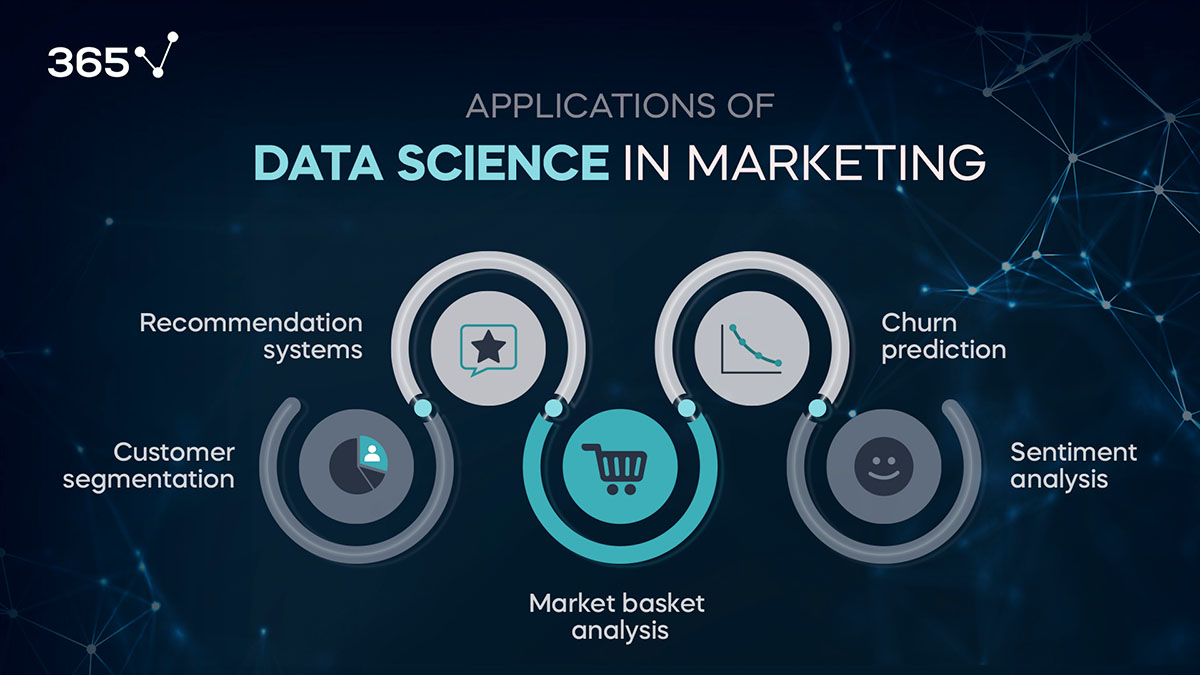 365
APPLICATIONS OF
DATA SCIENCE IN MARKETING
Recommendation
systems
Churn
prediction
Customer
segmentation
Sentiment
analysis
Market basket
analysis